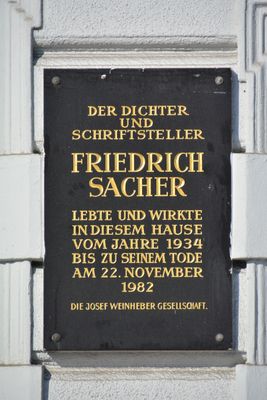 DER DICHTER
UND
SCHRIFTSTELLER
FRIEDRICH
SACHER
LEBTE UND WIRKTE
IN DIESEM HAUSE
VOM JAHRE 1934
BIS ZU SEINEM TODE
AM 22. NOVEMBER
1982
DIE JOSEF WEINHEBER GESELLSCHAFT.